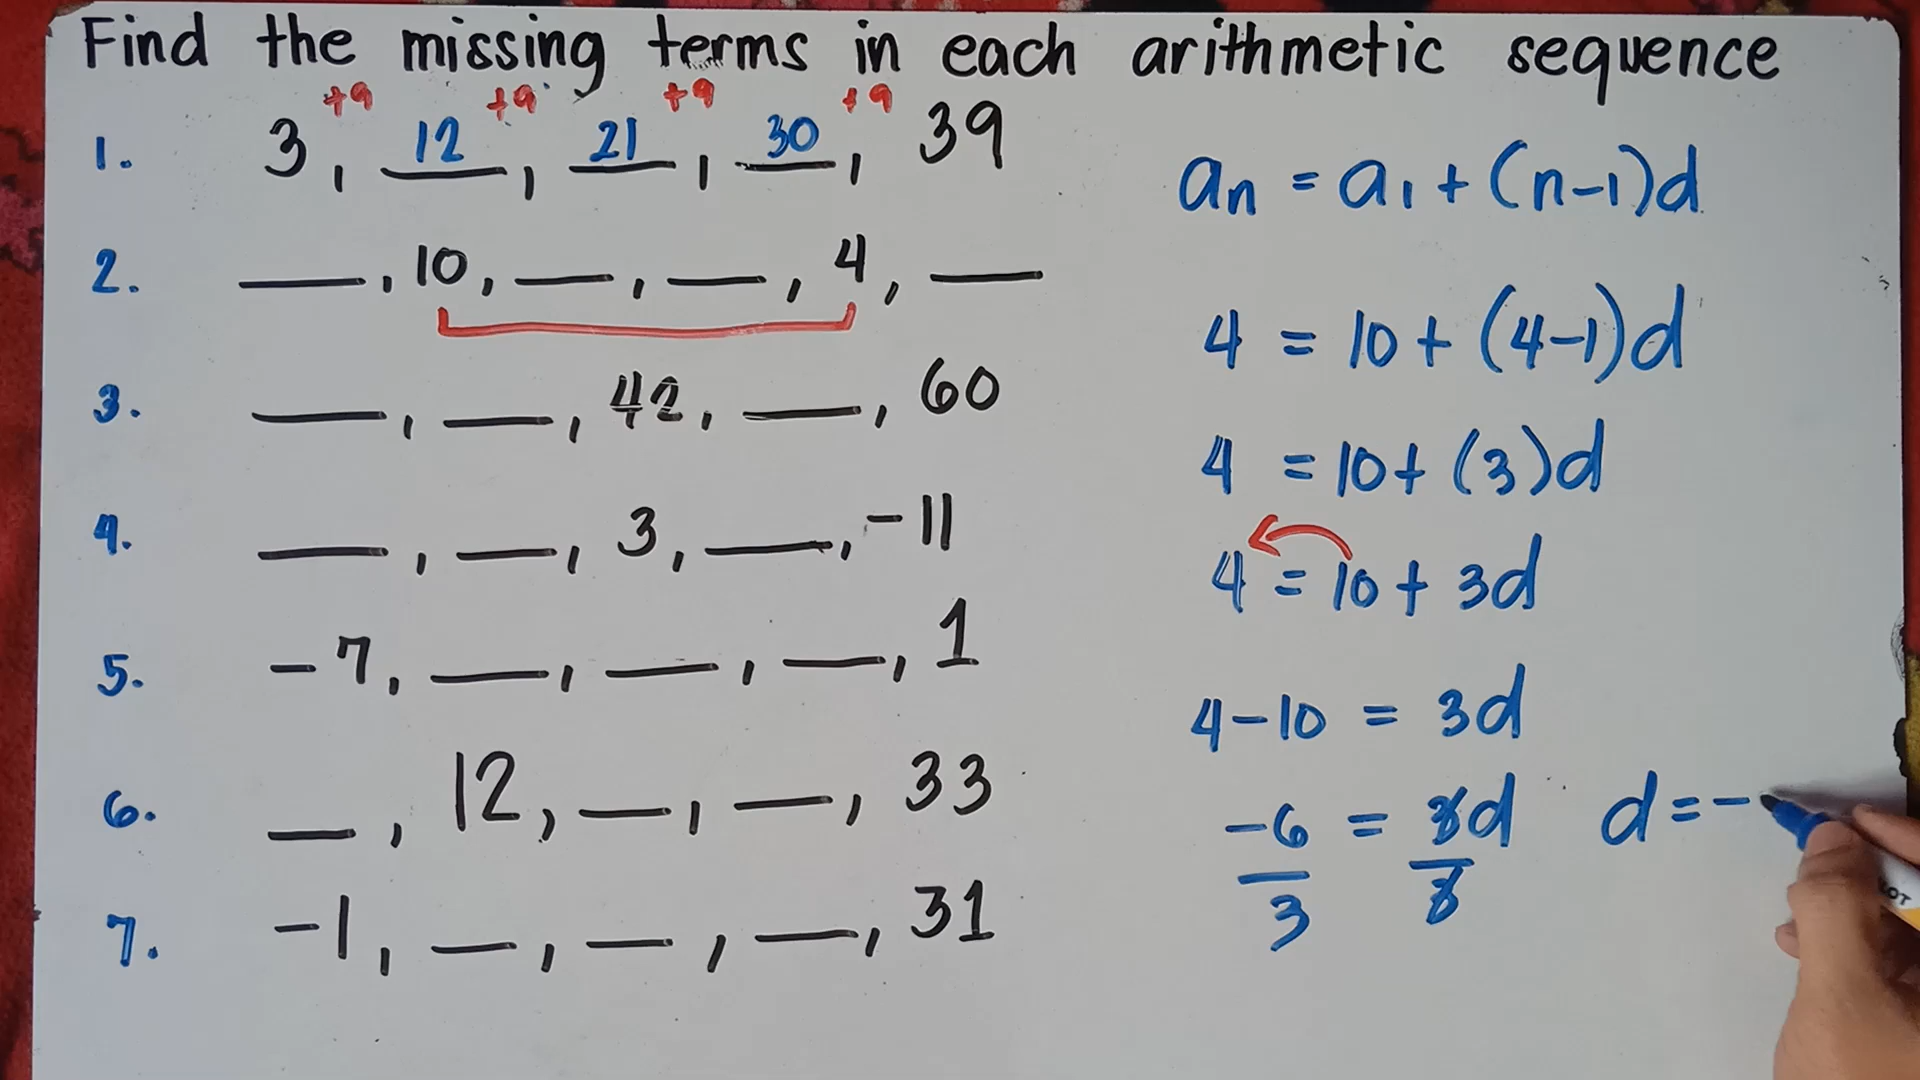 Find the missing terms in each arithmetic sequence
+9 +9 +9 +9
1. 3, 12, 21, 30, 39
2. ___, 10, ___, ___, 4, ___
3. ___, ___, 42, ___, 60
4. ___, ___, 3, ___, -11
5. -7, ___, ___, ___, 1
6. ___, 12, ___, ___, 33
7. -1, ___, ___, ___, 31
an = a1 + (n-1)d
4 = 10 + (4-1)d
4 = 10 + (3)d
4 = 10 + 3d
4-10 = 3d
-6 = 3d d = -
3 3